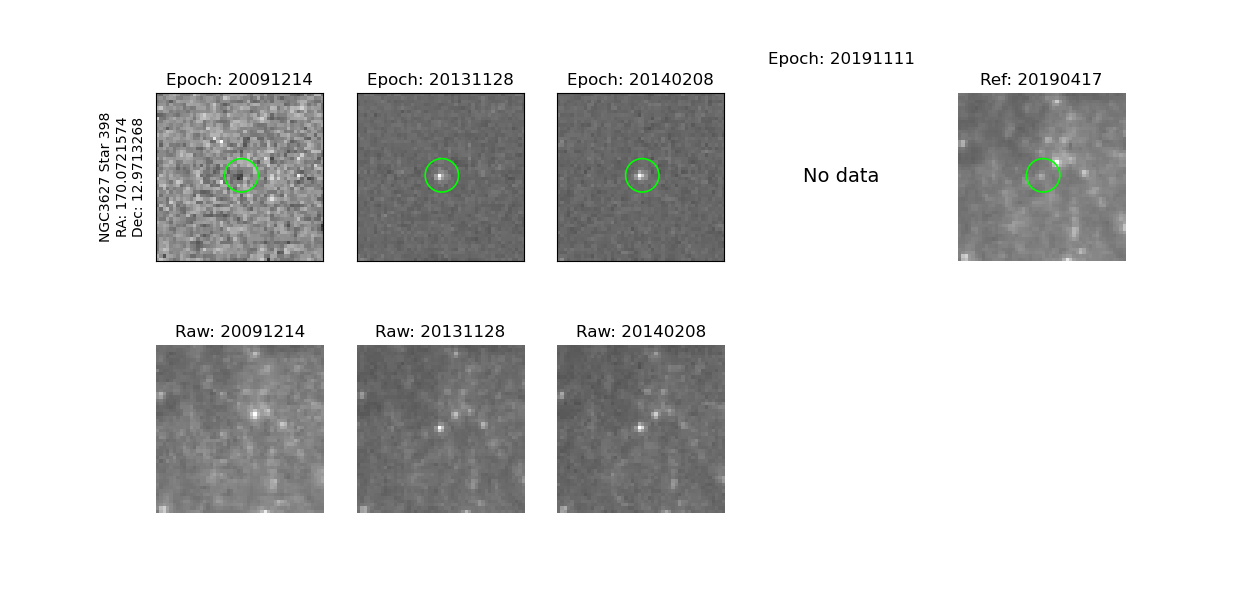 NGC3627 Star 398
RA: 170.0721574
Dec: 12.9713268
Epoch: 20091214
Epoch: 20131128
Epoch: 20140208
Epoch: 20191111
No data
Ref: 20190417
Raw: 20091214
Raw: 20131128
Raw: 20140208